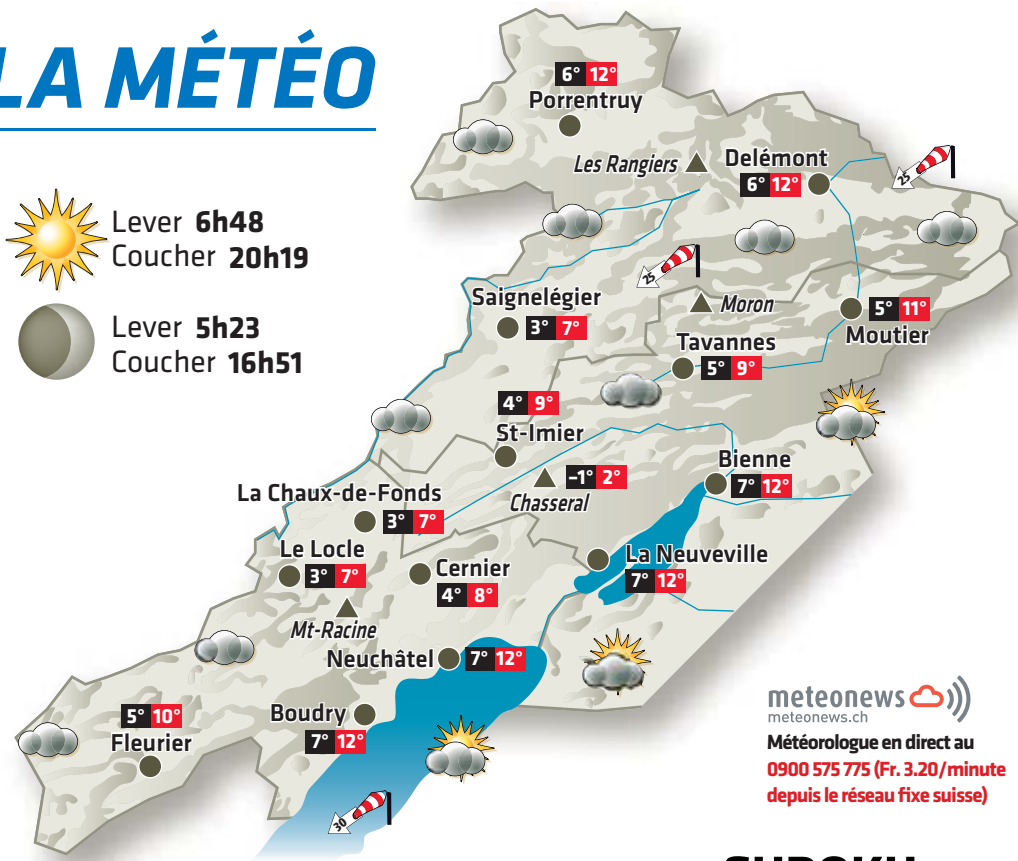 LA MÉTÉO
Lever 6h48
Coucher 20h19
Lever 5h23
Coucher 16h51
6° 12°
Porrentruy
Les Rangiers
Delémont
6° 12°
25
25
Saignelégier
3° 7°
Moron
5° 11°
Moutier
Tavannes
5° 9°
4° 9°
St-Imier
–1° 2°
Chasseral
Bienne
7° 12°
La Chaux-de-Fonds
3° 7°
Le Locle
3° 7°
Cernier
4° 8°
La Neuveville
7° 12°
Mt-Racine
Neuchâtel 7° 12°
5° 10°
Fleurier
Boudry
7° 12°
30
meteonews
meteonews.ch
Météorologue en direct au
0900 575 775 (Fr. 3.20/minute
depuis le réseau fixe suisse)
SUDOKU